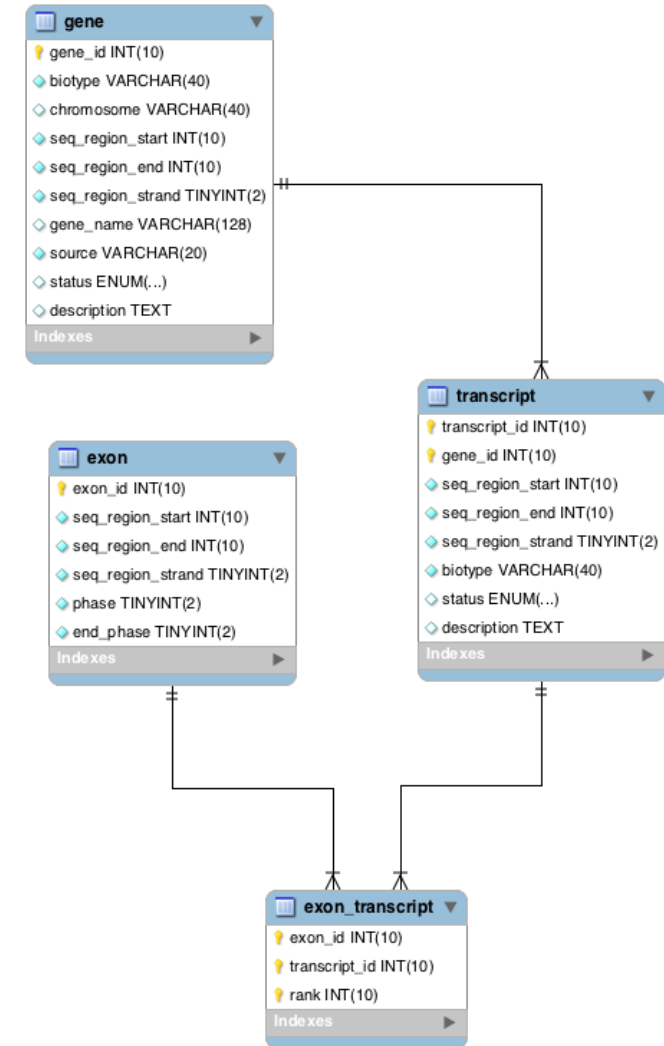 gene
gene_id INT(10)
biotype VARCHAR(40)
chromosome VARCHAR(40)
seq_region_start INT(10)
seq_region_end INT(10)
seq_region_strand TINYINT(2)
gene_name VARCHAR(128)
source VARCHAR(20)
status ENUM(...)
description TEXT
Indexes
transcript
transcript_id INT(10)
gene_id INT(10)
seq_region_start INT(10)
seq_region_end INT(10)
seq_region_strand TINYINT(2)
biotype VARCHAR(40)
status ENUM(...)
description TEXT
Indexes
exon
exon_id INT(10)
seq_region_start INT(10)
seq_region_end INT(10)
seq_region_strand TINYINT(2)
phase TINYINT(2)
end_phase TINYINT(2)
Indexes
exon_transcript
exon_id INT(10)
transcript_id INT(10)
rank INT(10)
Indexes